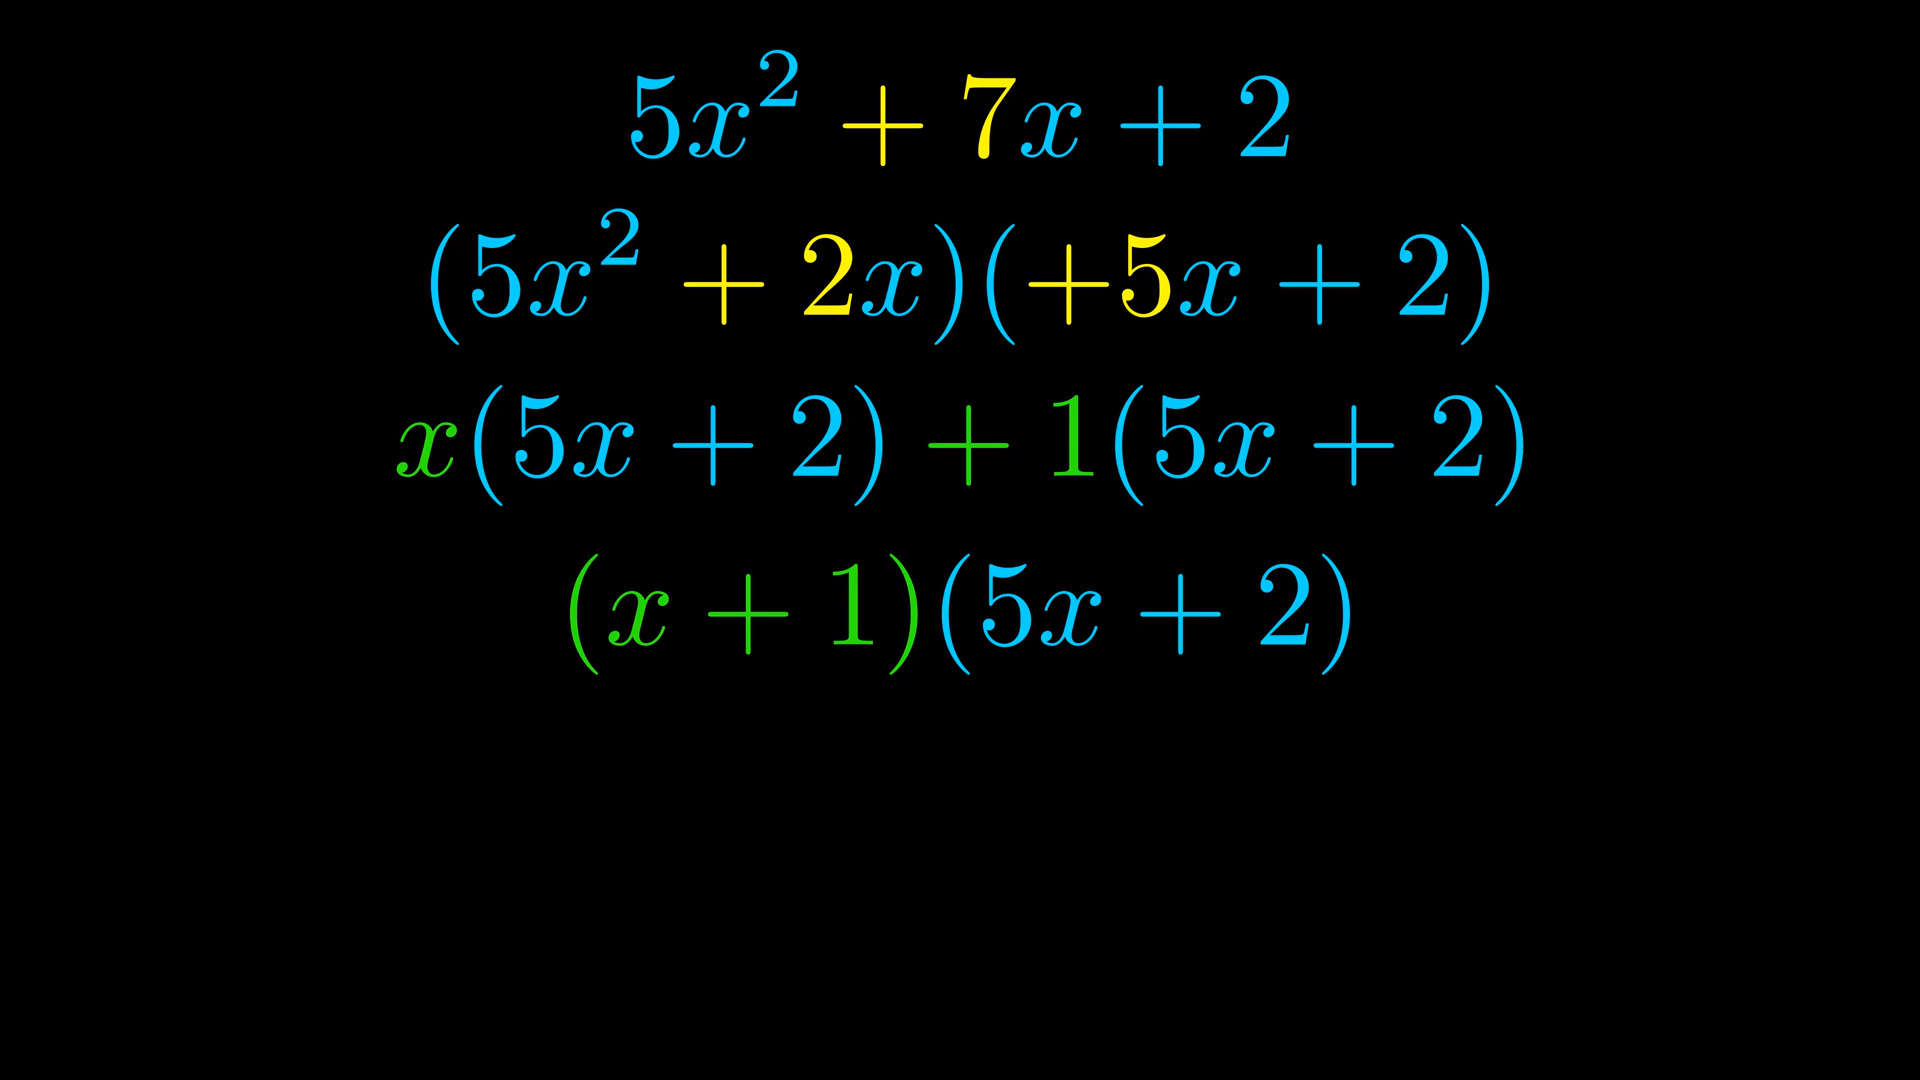 5x² + 7x + 2
(5x² + 2x)(+5x + 2)
x(5x + 2) + 1(5x + 2)
(x + 1)(5x + 2)